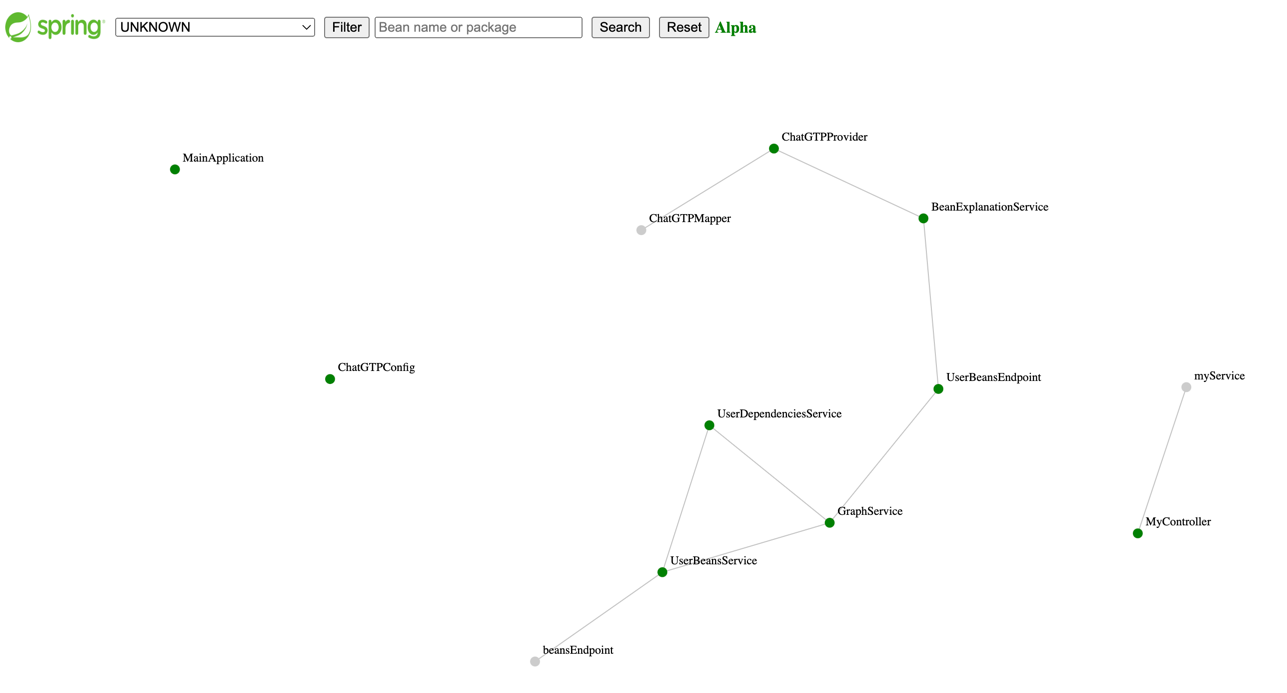 spring UNKNOWN Filter Bean name or package Search Reset Alpha
ChatGTPProvider
MainApplication
BeanExplanationService
ChatGTPMapper
ChatGTPConfig
myService
UserBeansEndpoint
UserDependenciesService
GraphService
MyController
UserBeansService
beansEndpoint